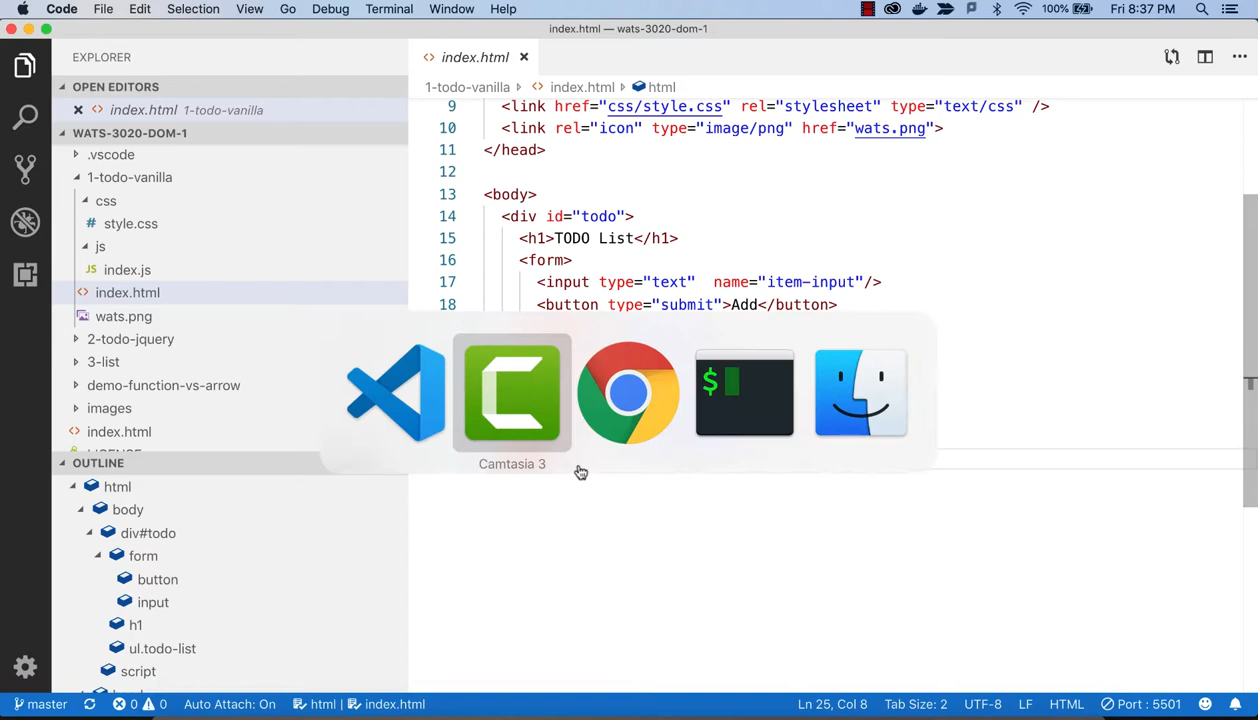 Code File Edit Selection View Go Debug Terminal Window Help 100% Fri 8:37 PM
index.html — wats-3020-dom-1
EXPLORER
OPEN EDITORS
index.html 1-todo-vanilla
WATS-3020-DOM-1
.vscode
1-todo-vanilla
css
# style.css
js
JS index.js
<> index.html
wats.png
2-todo-jquery
3-list
demo-function-vs-arrow
images
<> index.html
OUTLINE
html
body
div#todo
form
button
input
h1
ul.todo-list
script
<> index.html
1-todo-vanilla › <> index.html › html
9 <link href="css/style.css" rel="stylesheet" type="text/css" />
10 <link rel="icon" type="image/png" href="wats.png">
11 </head>
12
13 <body>
14 <div id="todo">
15 <h1>TODO List</h1>
16 <form>
17 <input type="text"  name="item-input"/>
18 <button type="submit">Add</button>
$
Camtasia 3
master 0 0 Auto Attach: On html index.html Ln 25, Col 8 Tab Size: 2 UTF-8 LF HTML Port : 5501